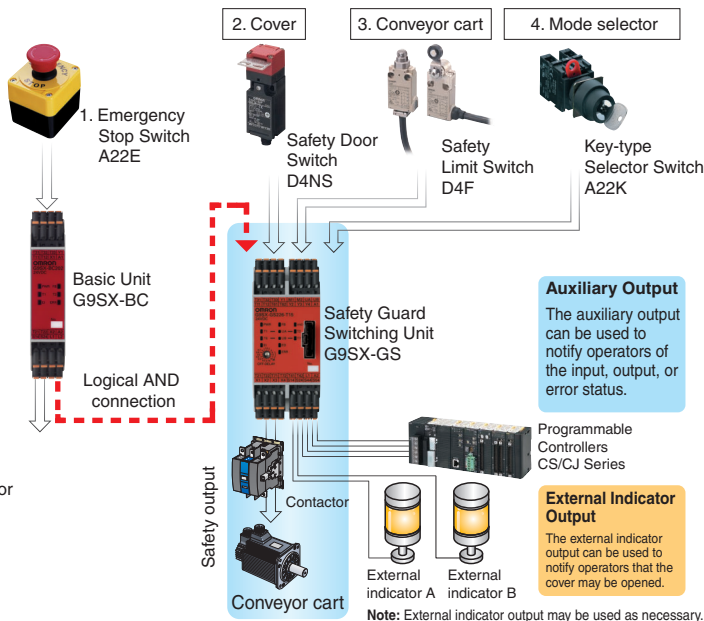 2. Cover
3. Conveyor cart
4. Mode selector
STOP
1. Emergency
Stop Switch
A22E
Safety Door
Switch
D4NS
Safety
Limit Switch
D4F
Key-type
Selector Switch
A22K
OMRON
Basic Unit
G9SX-BC
OMRON
Safety Guard
Switching Unit
G9SX-GS
Logical AND
connection
Auxiliary Output
The auxiliary output
can be used to
notify operators of
the input, output, or
error status.
Programmable
Controllers
CS/CJ Series
or
Safety output
Contactor
External Indicator
Output
The external indicator
output can be used to
notify operators that the
cover may be opened.
External
indicator A
External
indicator B
Conveyor cart
Note: External indicator output may be used as necessary.